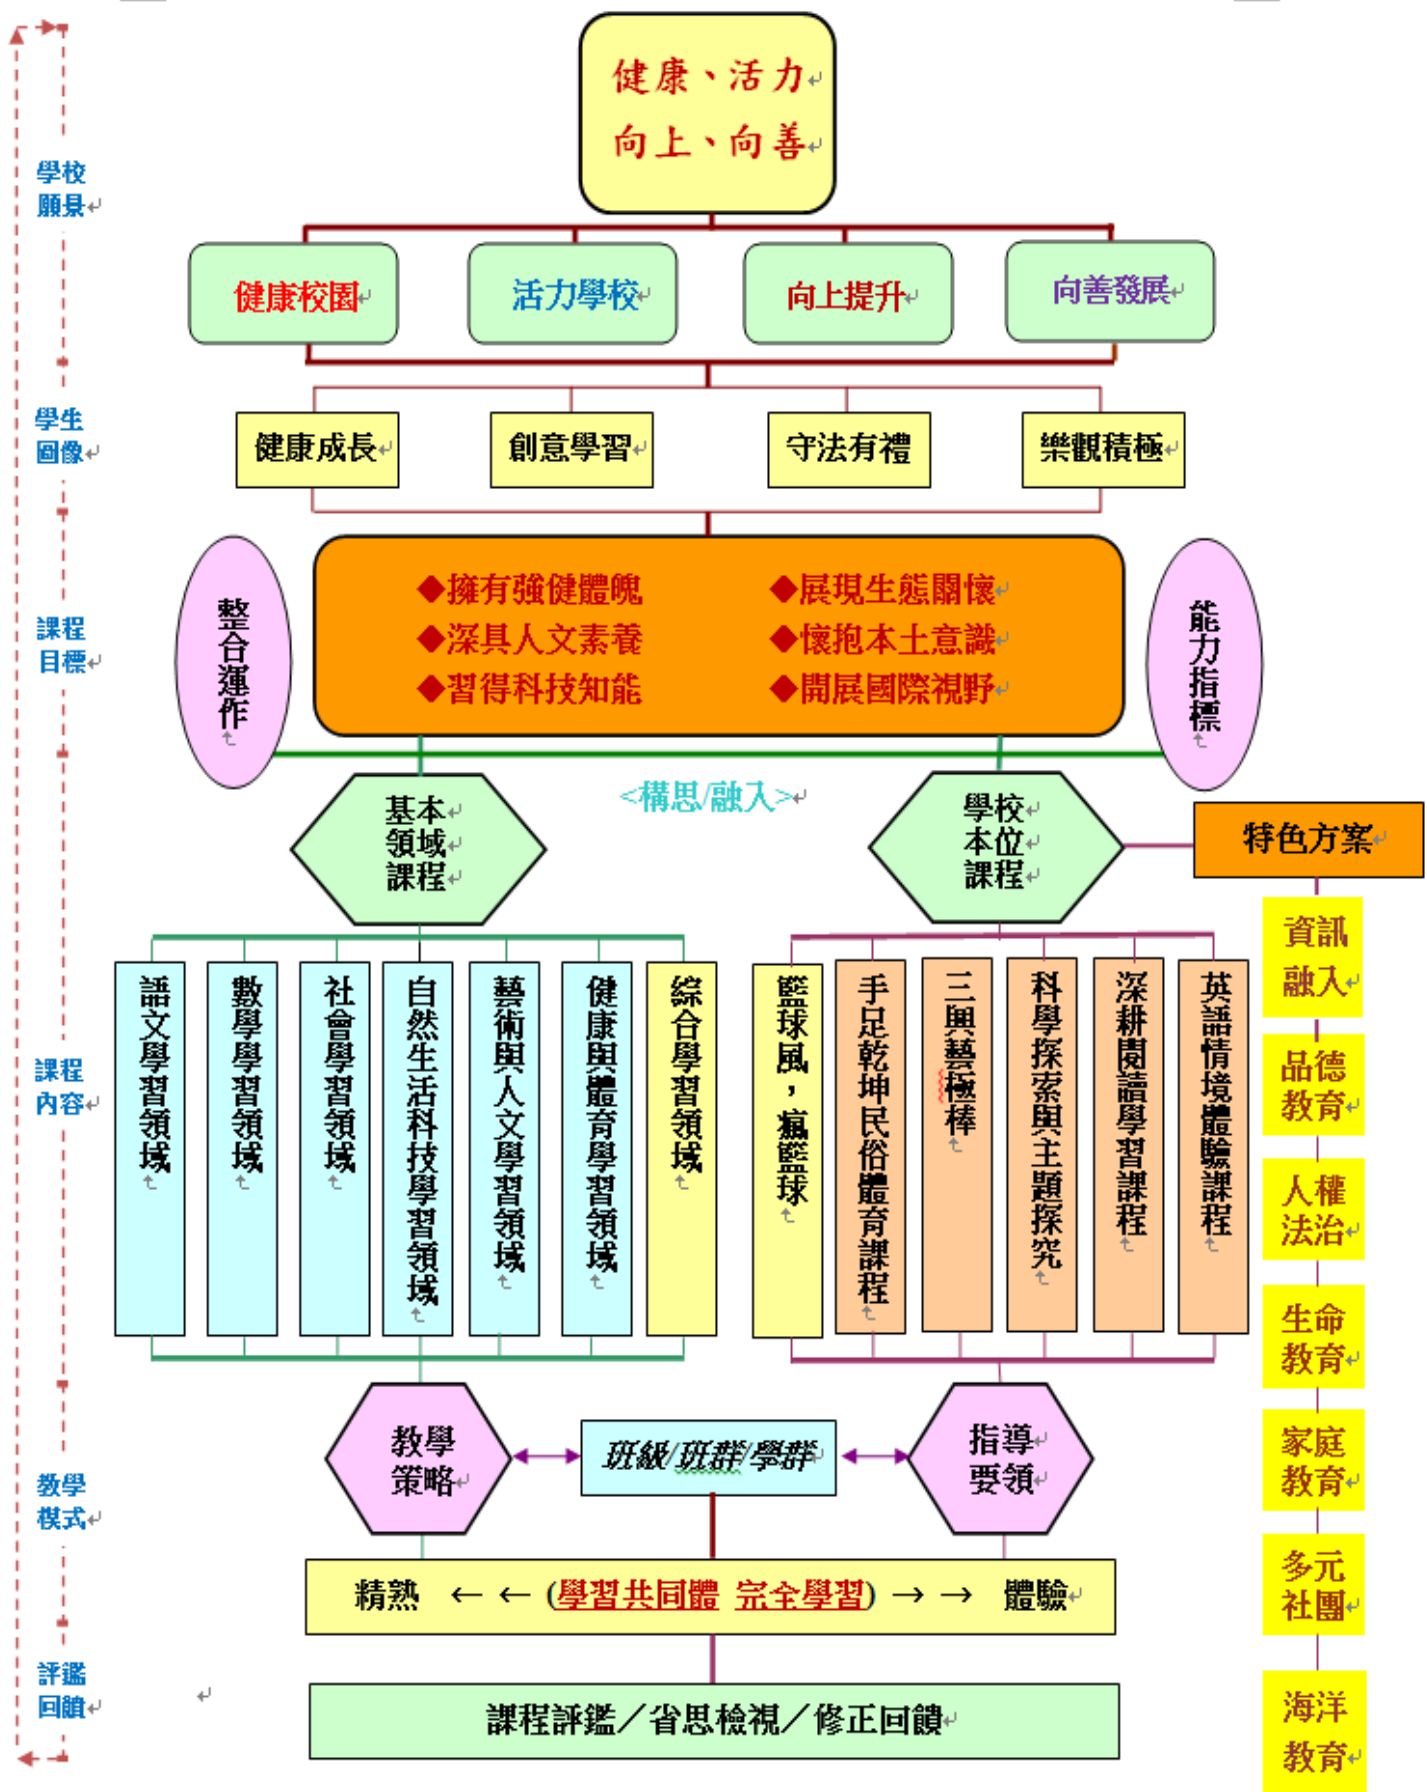 健康、活力
向上、向善
學校
願景
健康校園
活力學校
向上提升
向善發展
學生
圖像
健康成長
創意學習
守法有禮
樂觀積極
課程
目標
整合運作
◆擁有強健體魄
◆展現生態關懷
◆深具人文素養
◆懷抱本土意識
◆習得科技知能
◆開展國際視野
能力指標
<構思/融入>
基本
領域
課程
學校
本位
課程
特色方案
課程
內容
語文學習領域
數學學習領域
社會學習領域
自然生活科技學習領域
藝術與人文學習領域
健康與體育學習領域
綜合學習領域
籃球風，瘋籃球
手足乾坤民俗體育課程
三興藝極棒
科學探索與主題探究
深耕閱讀學習課程
英語情境體驗課程
資訊
融入
品德
教育
人權
法治
生命
教育
家庭
教育
多元
社團
海洋
教育
教學
模式
教學
策略
班級/班群/學群
指導
要領
精熟 ← ← (學習共同體 完全學習) → → 體驗
評鑑
回饋
課程評鑑／省思檢視／修正回饋